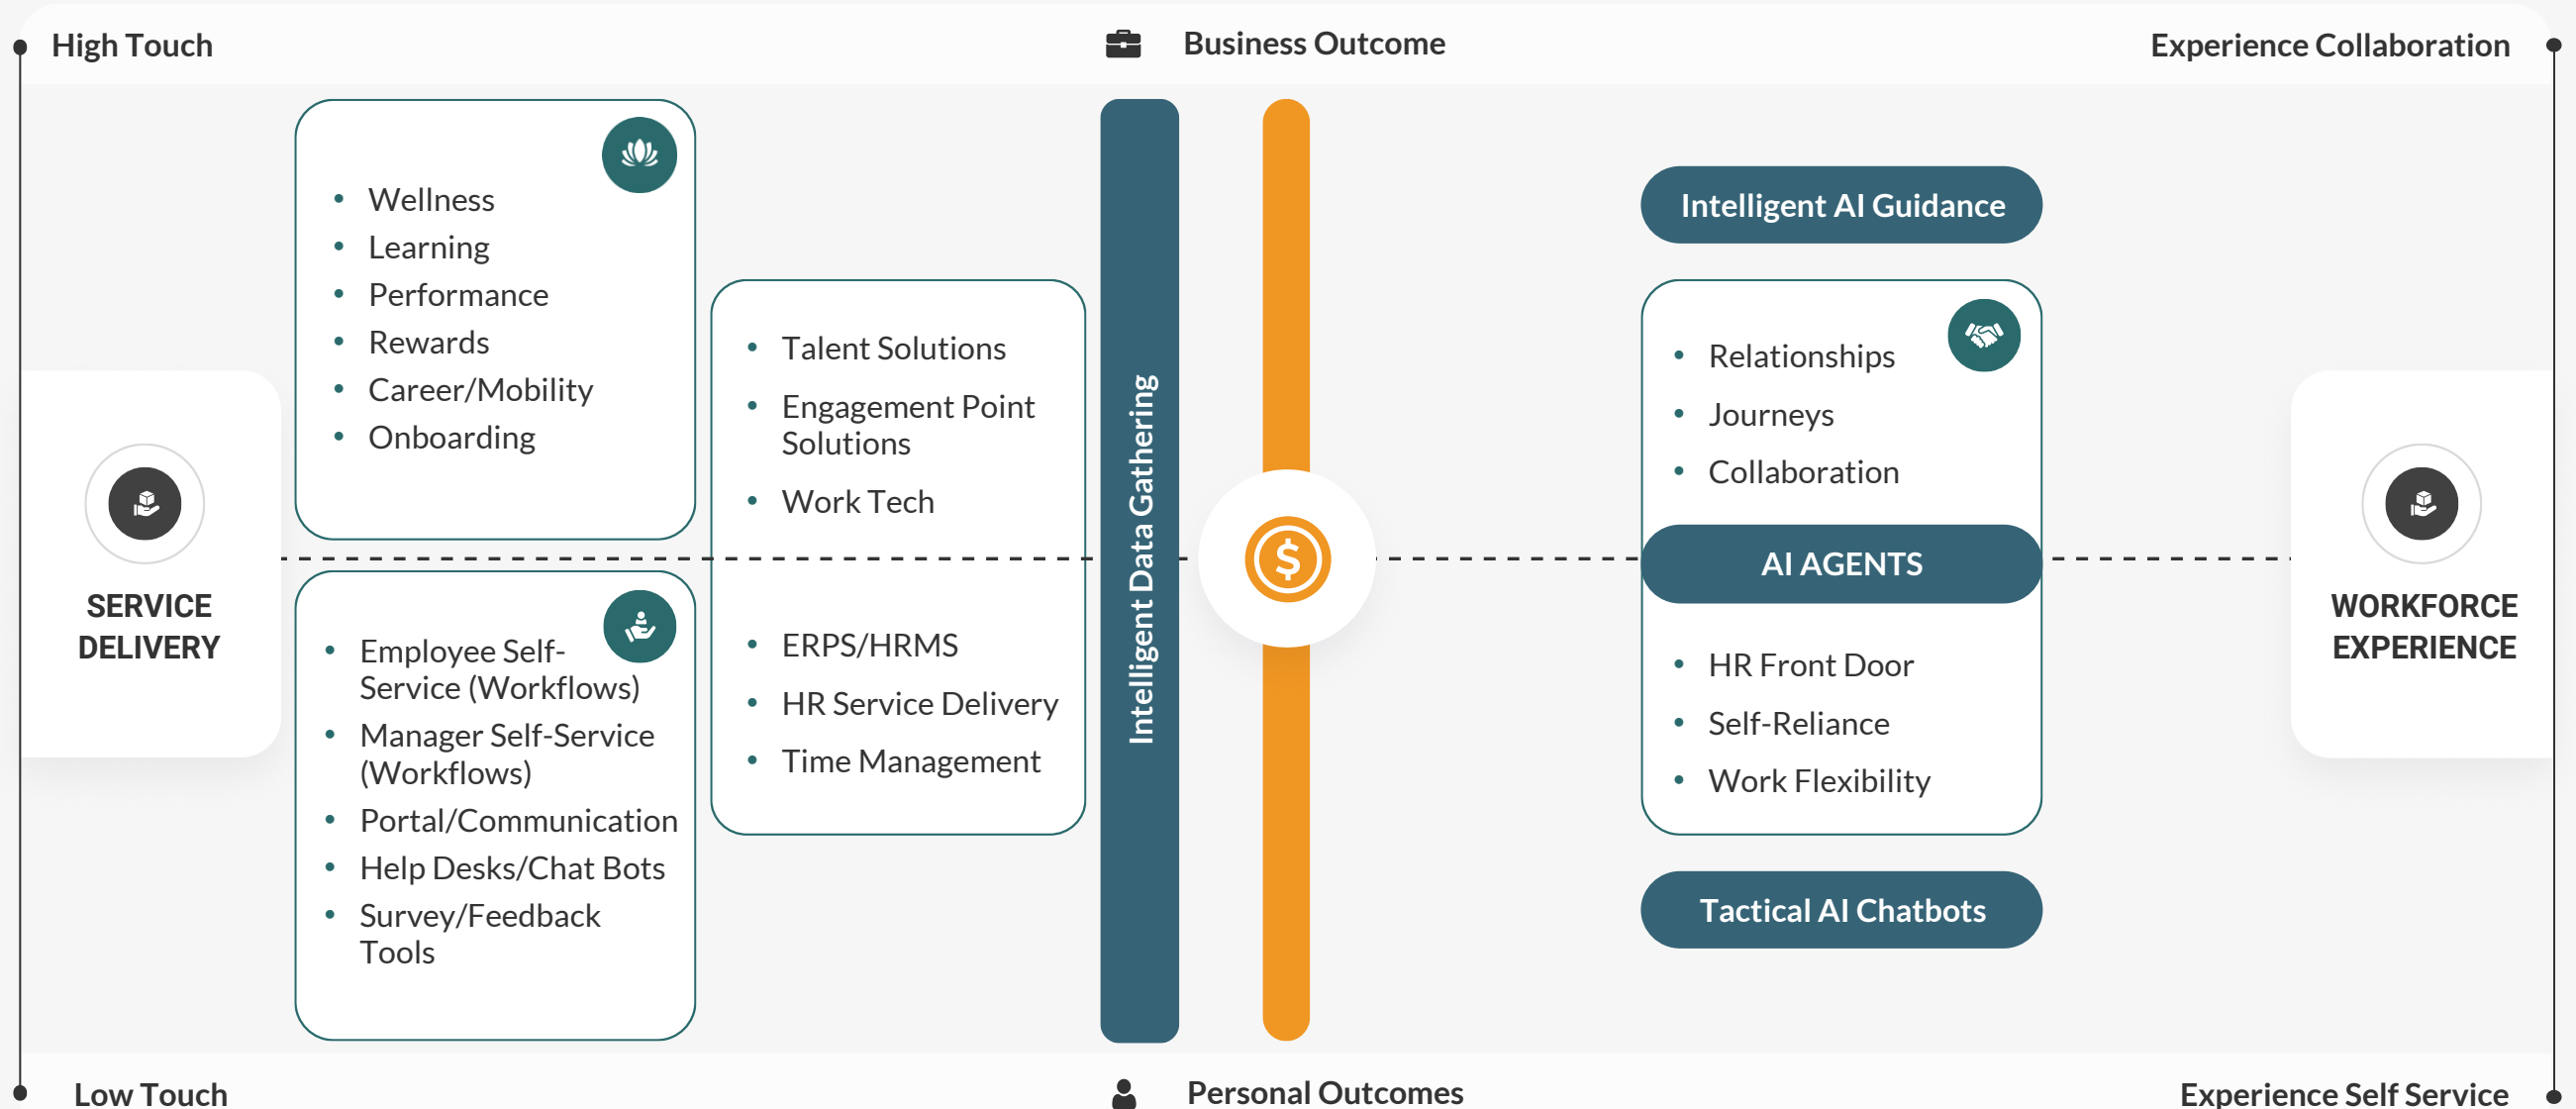 High Touch
Business Outcome
Experience Collaboration
SERVICE
DELIVERY
Wellness
Learning
Performance
Rewards
Career/Mobility
Onboarding
Employee Self-
Service (Workflows)
Manager Self-Service
(Workflows)
Portal/Communication
Help Desks/Chat Bots
Survey/Feedback
Tools
Talent Solutions
Engagement Point
Solutions
Work Tech
ERPS/HRMS
HR Service Delivery
Time Management
Intelligent Data Gathering
$
Intelligent AI Guidance
Relationships
Journeys
Collaboration
AI AGENTS
HR Front Door
Self-Reliance
Work Flexibility
Tactical AI Chatbots
WORKFORCE
EXPERIENCE
Low Touch
Personal Outcomes
Experience Self Service